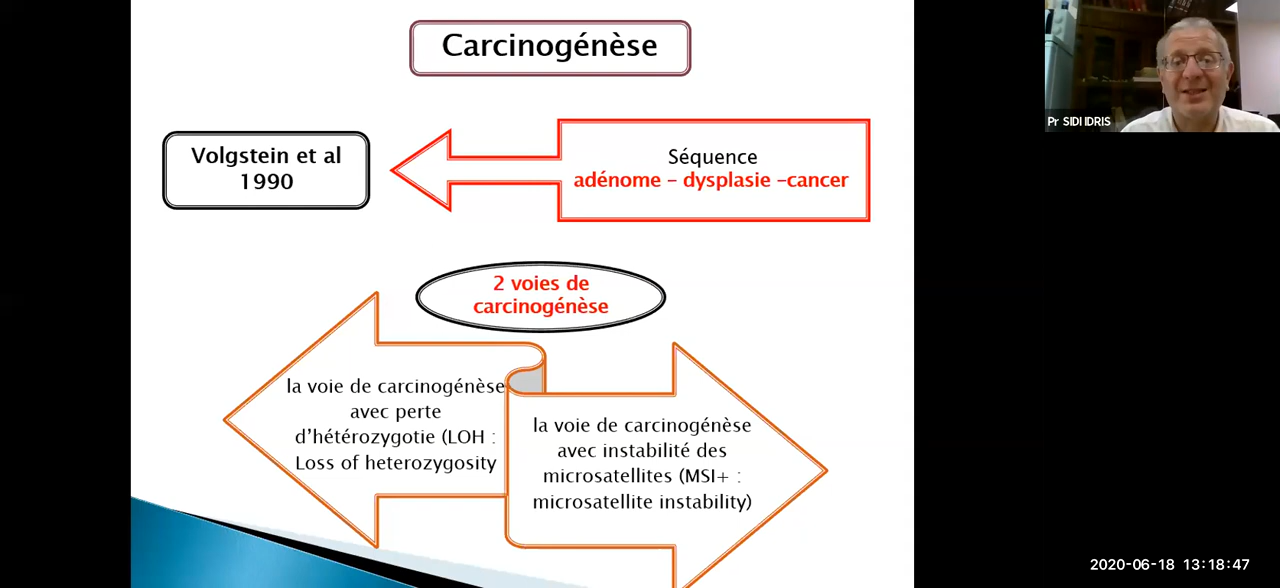 Carcinogénèse
Volgstein et al
1990
Séquence
adénome – dysplasie –cancer
2 voies de
carcinogénèse
la voie de carcinogénèse
avec perte
d’hétérozygotie (LOH :
Loss of heterozygosity
la voie de carcinogénèse
avec instabilité des
microsatellites (MSI+ :
microsatellite instability)
Pr SIDI IDRIS
2020-06-18 13:18:47